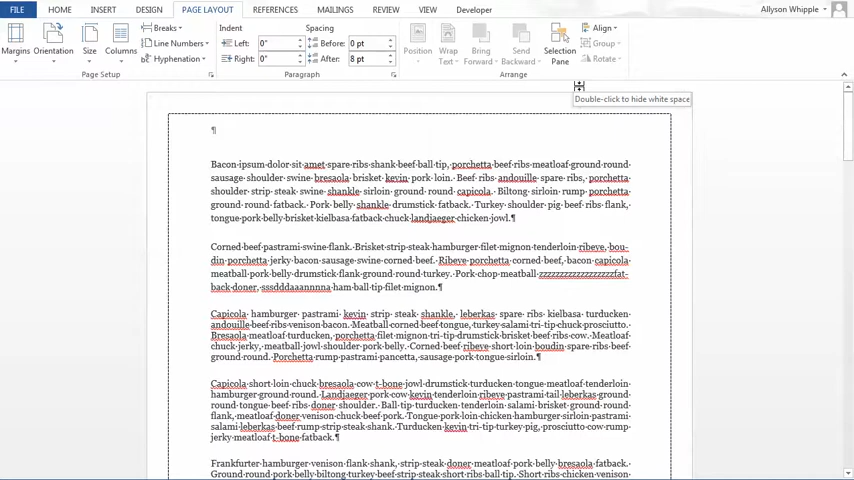 FILE HOME INSERT DESIGN PAGE LAYOUT REFERENCES MAILINGS REVIEW VIEW Developer Allyson Whipple
Margins Orientation Size Columns
Breaks
Line Numbers
Hyphenation
Page Setup
Indent Spacing
Left: 0" Before: 0 pt
Right: 0" After: 8 pt
Paragraph
Position Wrap Text Bring Forward Send Backward Selection Pane
Align
Group
Rotate
Arrange
Double-click to hide white space
¶
Bacon·ipsum·dolor·sit·amet·spare·ribs·shank·beef·ball·tip,·porchetta·beef·ribs·meatloaf·ground·round·
sausage·shoulder·swine·bresaola·brisket·kevin·pork·loin.··Beef·ribs·andouille·spare·ribs,·porchetta·
shoulder·strip·steak·swine·shankle·sirloin·ground·round·capicola.··Biltong·sirloin·rump·porchetta·
ground·round·fatback.··Pork·belly·shankle·drumstick·fatback.··Turkey·shoulder·pig·beef·ribs·flank,·
tongue·pork·belly·brisket·kielbasa·fatback·chuck·landjaeger·chicken·jowl.¶
Corned·beef·pastrami·swine·flank.·Brisket·strip·steak·hamburger·filet·mignon·tenderloin·ribeye,·bou-
din·porchetta·jerky·bacon·sausage·swine·corned·beef.··Ribeye·porchetta·corned·beef,·bacon·capicola·
meatball·pork·belly·drumstick·flank·ground·round·turkey.··Pork·chop·meatball·zzzzzzzzzzzzzzzzzzfat-
back·doner,·sssdddaaannnna·ham·ball·tip·filet·mignon.¶
Capicola·hamburger·pastrami·kevin·strip·steak·shankle,·leberkas·spare·ribs·kielbasa·turducken·
andouille·beef·ribs·venison·bacon.··Meatball·corned·beef·tongue,·turkey·salami·tri-tip·chuck·prosciutto.·
Bresaola·meatloaf·turducken,·porchetta·filet·mignon·tri-tip·drumstick·brisket·beef·ribs·cow.··Meatloaf·
chuck·jerky,·meatball·jowl·shoulder·pork·belly.··Corned·beef·ribeye·short·loin·boudin·spare·ribs·beef·
ground·round.··Porchetta·rump·pastrami·pancetta,·sausage·pork·tongue·sirloin.¶
Capicola·short·loin·chuck·bresaola·cow·t-bone·jowl·drumstick·turducken·tongue·meatloaf·tenderloin·
hamburger·ground·round.··Landjaeger·pork·cow·kevin·tenderloin·ribeye·pastrami·tail·leberkas·ground·
round·tongue·beef·ribs·doner·shoulder.··Ball·tip·turducken·tenderloin·salami·brisket·ground·round·
flank,·meatloaf·doner·venison·chuck·beef·pork.··Tongue·pork·loin·chicken·hamburger·sirloin·pastrami·
salami·leberkas·beef·rump·strip·steak·shank.··Turducken·kevin·tri-tip·turkey·pig,·prosciutto·cow·rump·
jerky·meatloaf·t-bone·fatback.¶
Frankfurter·hamburger·venison·flank·shank,·strip·steak·doner·meatloaf·pork·belly·bresaola·fatback.·
Ground·round·pork·belly·biltong·turkey·strip·steak·short·ribs·ball·tip.··Short·ribs·chicken·venison·